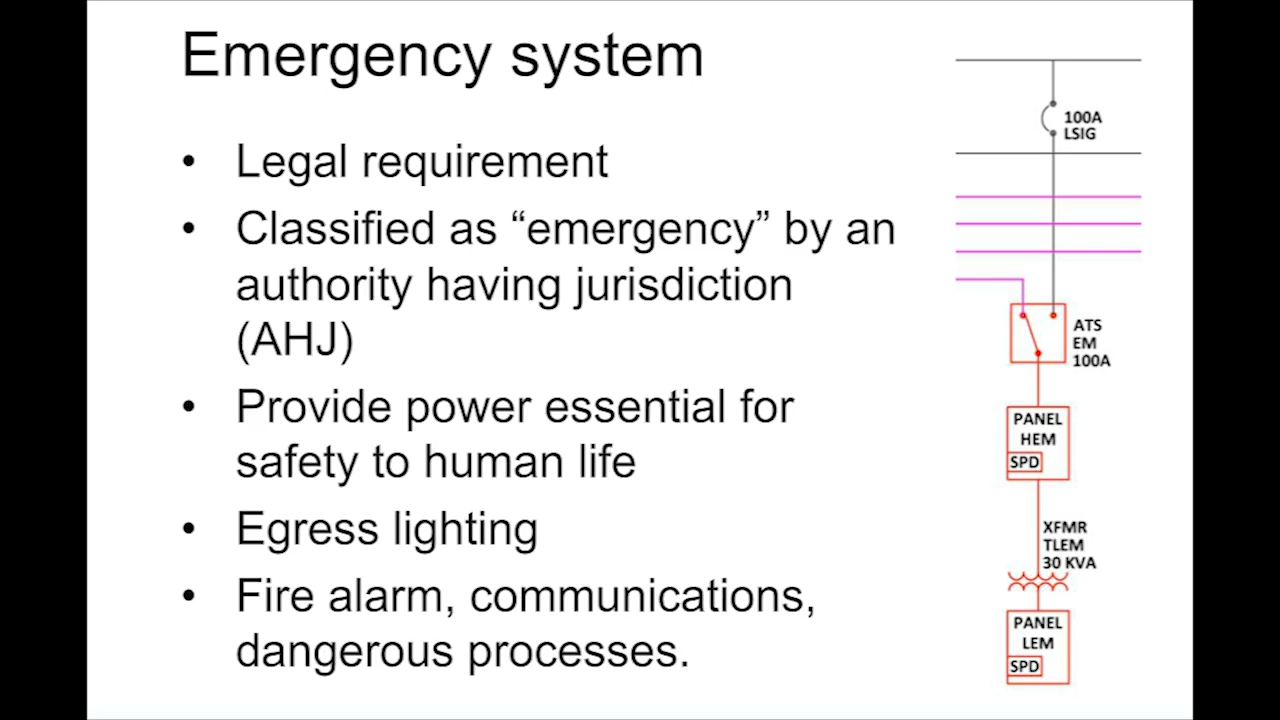 Emergency system
• Legal requirement
• Classified as “emergency” by an
authority having jurisdiction
(AHJ)
• Provide power essential for
safety to human life
• Egress lighting
• Fire alarm, communications,
dangerous processes.
100A
LSIG
ATS
EM
100A
PANEL
HEM
SPD
XFMR
TLEM
30 KVA
PANEL
LEM
SPD